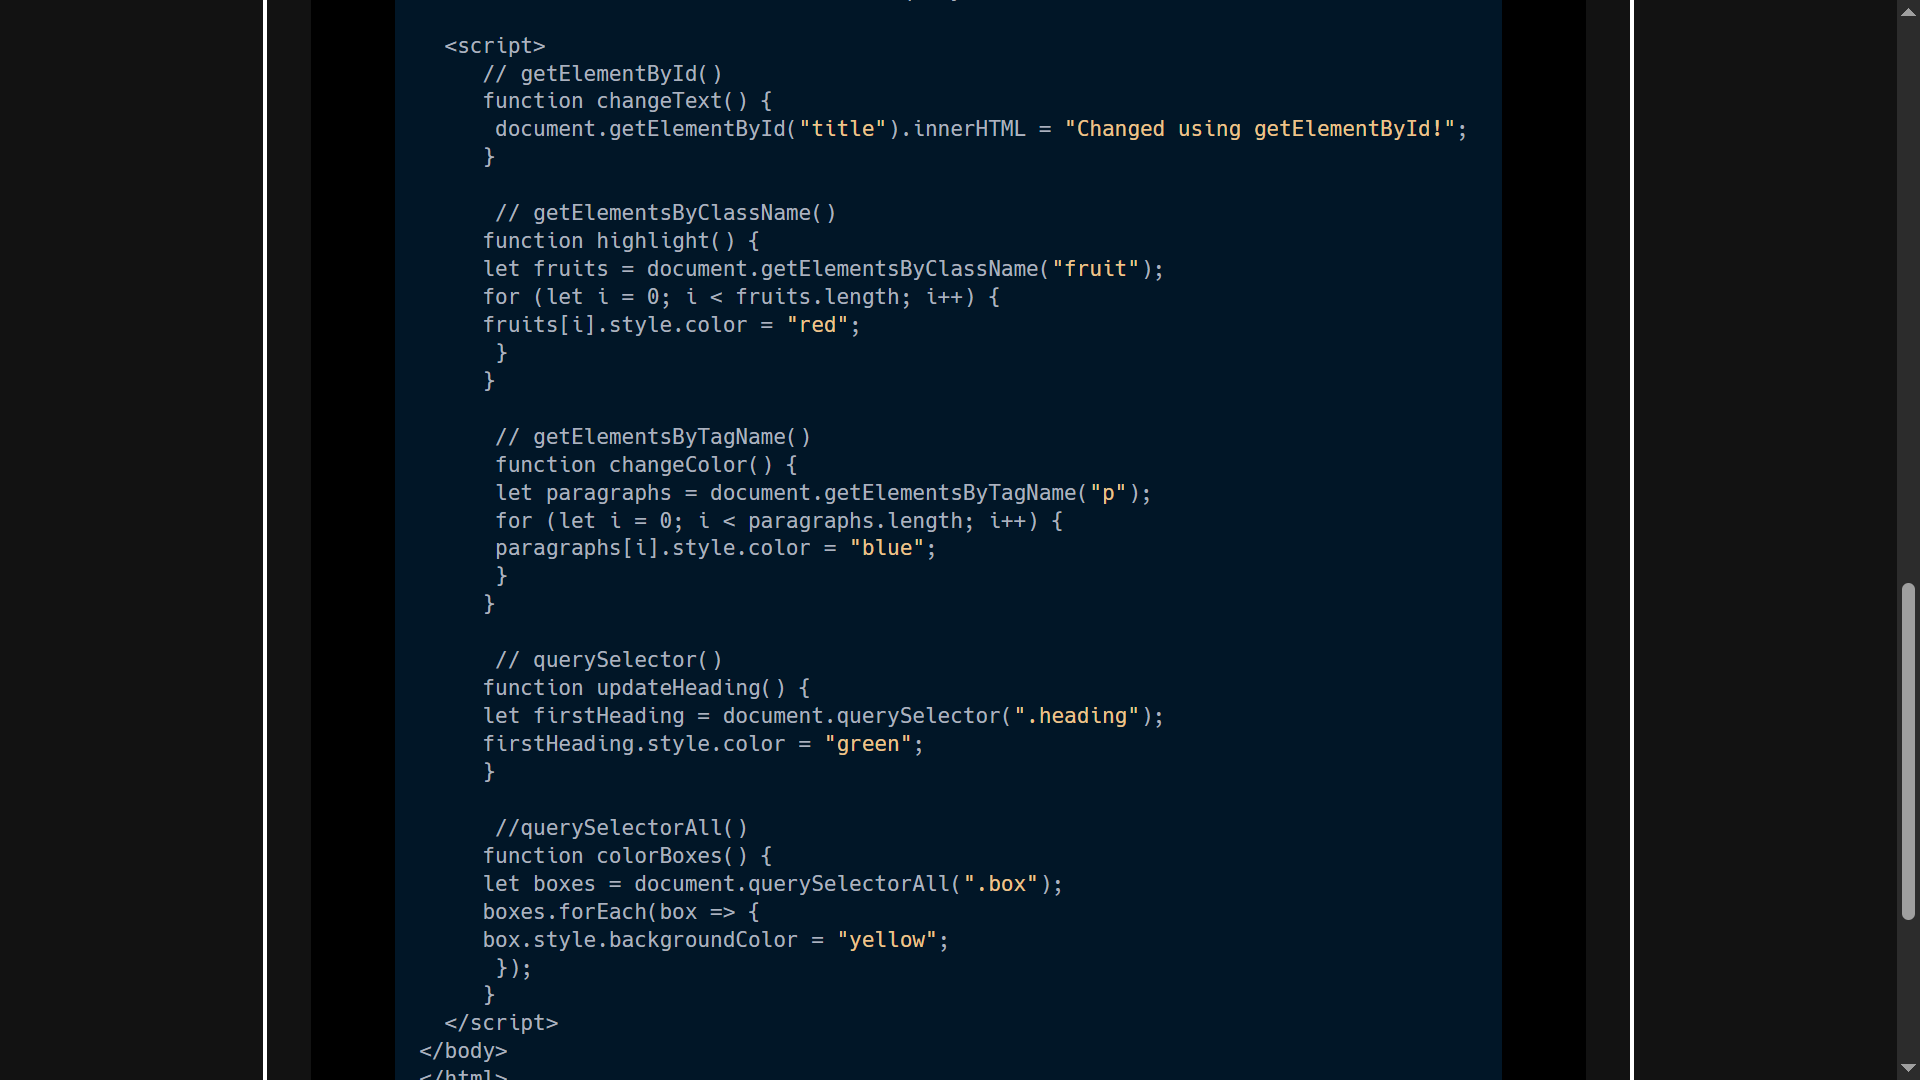 <script>
// getElementById()
function changeText() {
document.getElementById("title").innerHTML = "Changed using getElementById!";
}
// getElementsByClassName()
function highlight() {
let fruits = document.getElementsByClassName("fruit");
for (let i = 0; i < fruits.length; i++) {
fruits[i].style.color = "red";
}
}
// getElementsByTagName()
function changeColor() {
let paragraphs = document.getElementsByTagName("p");
for (let i = 0; i < paragraphs.length; i++) {
paragraphs[i].style.color = "blue";
}
}
// querySelector()
function updateHeading() {
let firstHeading = document.querySelector(".heading");
firstHeading.style.color = "green";
}
//querySelectorAll()
function colorBoxes() {
let boxes = document.querySelectorAll(".box");
boxes.forEach(box => {
box.style.backgroundColor = "yellow";
});
}
</script>
</body>
</html>